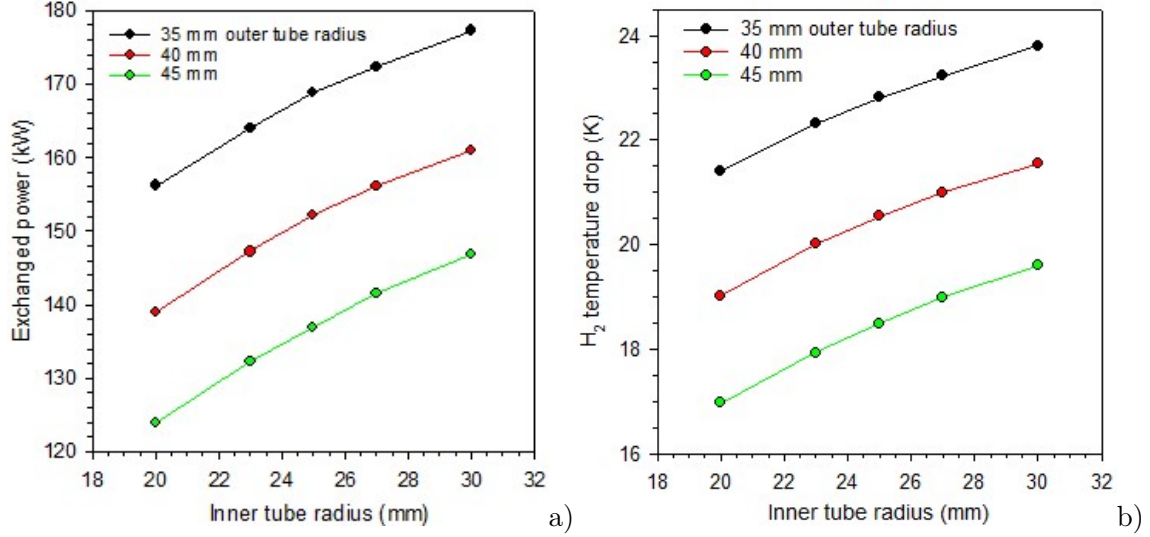 180
170
160
150
140
130
120
Exchanged power (kW)
35 mm outer tube radius
40 mm
45 mm
18 20 22 24 26 28 30 32
Inner tube radius (mm)
a)
24
22
20
18
16
H₂ temperature drop (K)
35 mm outer tube radius
40 mm
45 mm
18 20 22 24 26 28 30 32
Inner tube radius (mm)
b)